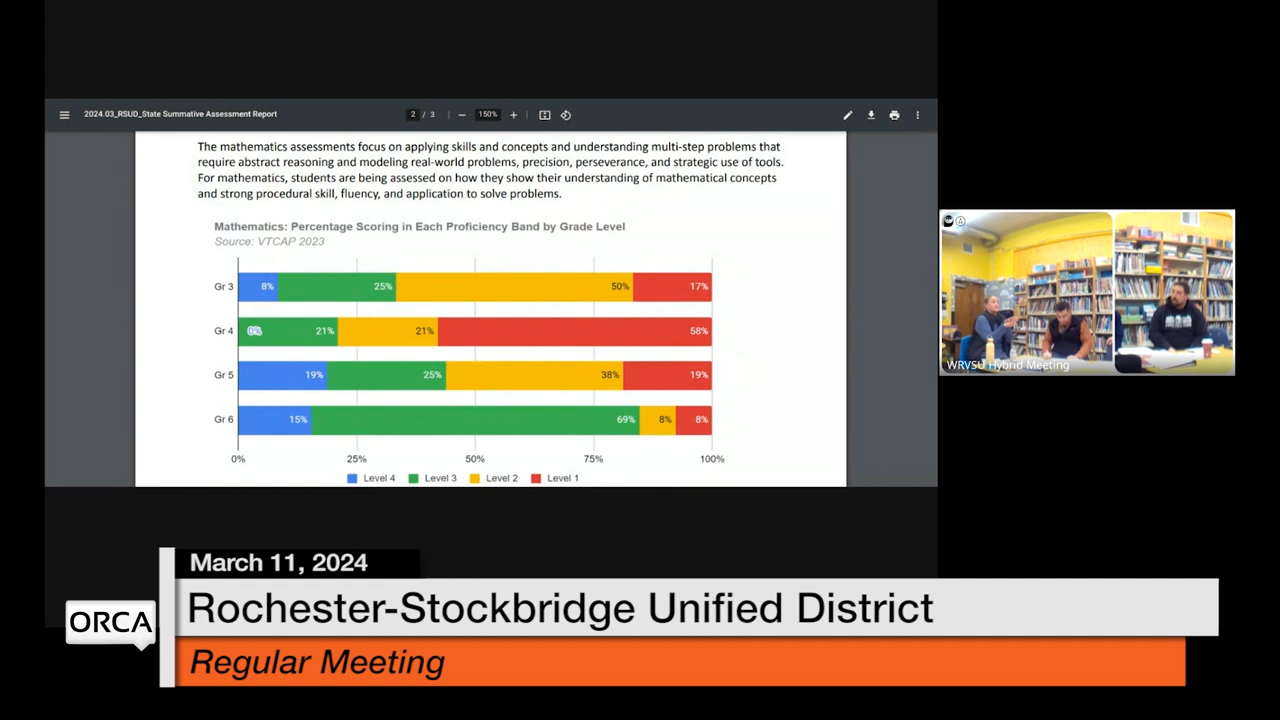 2024.03_RSUD_State Summative Assessment Report
2 / 3
150%
The mathematics assessments focus on applying skills and concepts and understanding multi-step problems that
require abstract reasoning and modeling real-world problems, precision, perseverance, and strategic use of tools.
For mathematics, students are being assessed on how they show their understanding of mathematical concepts
and strong procedural skill, fluency, and application to solve problems.
Mathematics: Percentage Scoring in Each Proficiency Band by Grade Level
Source: VTCAP 2023
Gr 3 8% 25% 50% 17%
Gr 4 0% 21% 21% 58%
Gr 5 19% 25% 38% 19%
Gr 6 15% 69% 8% 8%
0% 25% 50% 75% 100%
Level 4 Level 3 Level 2 Level 1
WRVSU Hybrid Meeting
March 11, 2024
ORCA
Rochester-Stockbridge Unified District
Regular Meeting